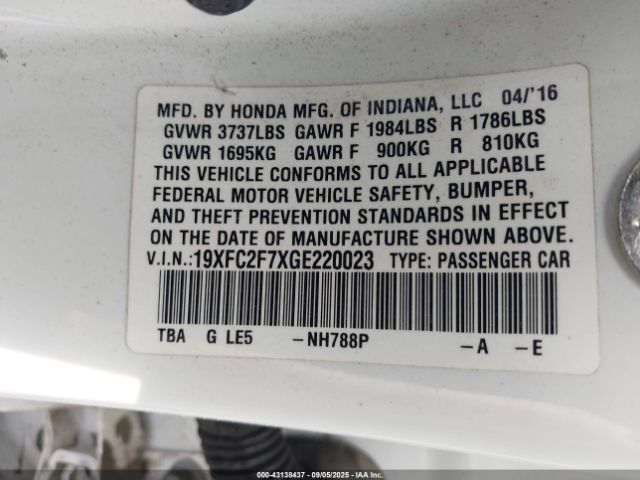 MFD. BY HONDA MFG. OF INDIANA, LLC 04/'16
GVWR 3737LBS GAWR F 1984LBS R 1786LBS
GVWR 1695KG GAWR F 900KG R 810KG
THIS VEHICLE CONFORMS TO ALL APPLICABLE
FEDERAL MOTOR VEHICLE SAFETY, BUMPER,
AND THEFT PREVENTION STANDARDS IN EFFECT
ON THE DATE OF MANUFACTURE SHOWN ABOVE.
V.I.N.:19XFC2F7XGE220023 TYPE: PASSENGER CAR
TBA G LE5 -NH788P -A -E
000-43138437 - 09/05/2025 - IAA Inc.